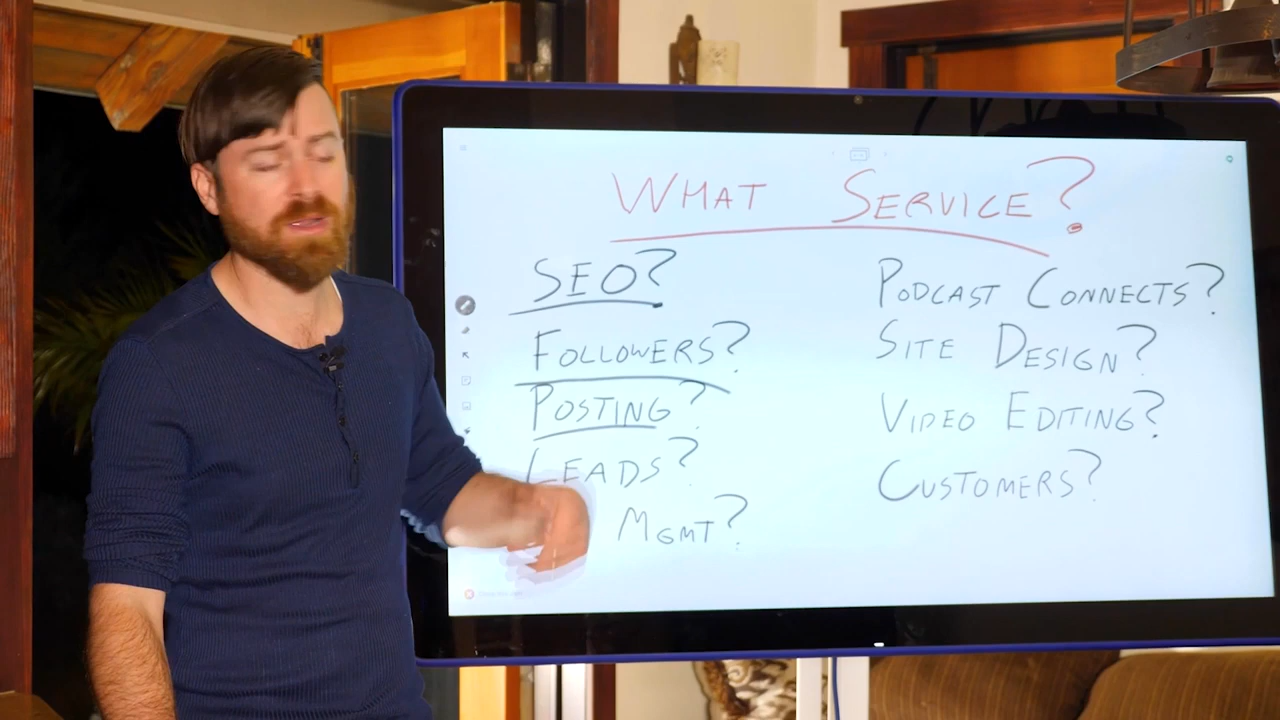 What Service?
SEO?
Followers?
Posting?
Leads?
Mgmt?
Podcast Connects?
Site Design?
Video Editing?
Customers?